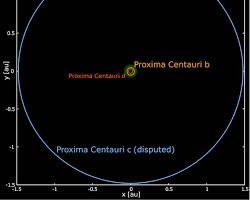 0.5
0
-0.5
-1
-1.5
y [au]
Proxima Centauri b
Proxima Centauri d
Proxima Centauri c (disputed)
-1.5 -1 -0.5 0 0.5 1 1.5
x [au]